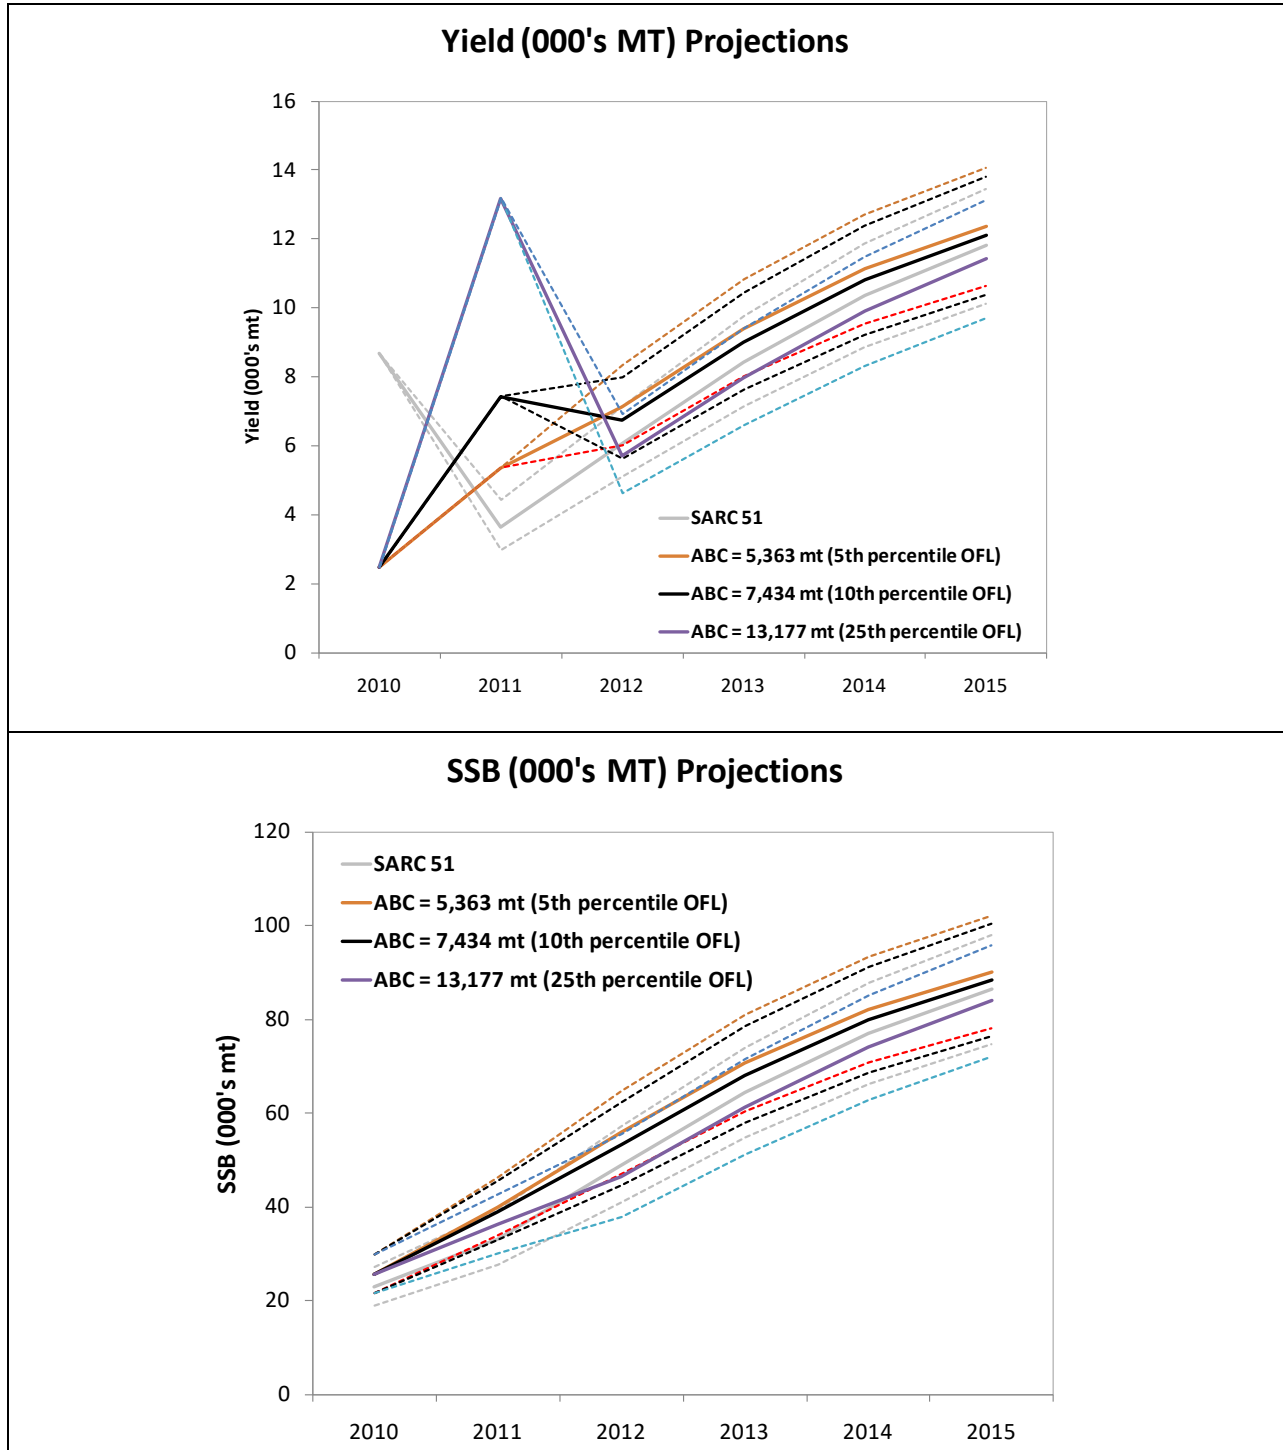 Yield (000's MT) Projections
16
14
12
10
8
6
4
2
0
Yield (000's mt)
SARC 51
ABC = 5,363 mt (5th percentile OFL)
ABC = 7,434 mt (10th percentile OFL)
ABC = 13,177 mt (25th percentile OFL)
2010 2011 2012 2013 2014 2015
SSB (000's MT) Projections
120
100
80
60
40
20
0
SSB (000's mt)
SARC 51
ABC = 5,363 mt (5th percentile OFL)
ABC = 7,434 mt (10th percentile OFL)
ABC = 13,177 mt (25th percentile OFL)
2010 2011 2012 2013 2014 2015